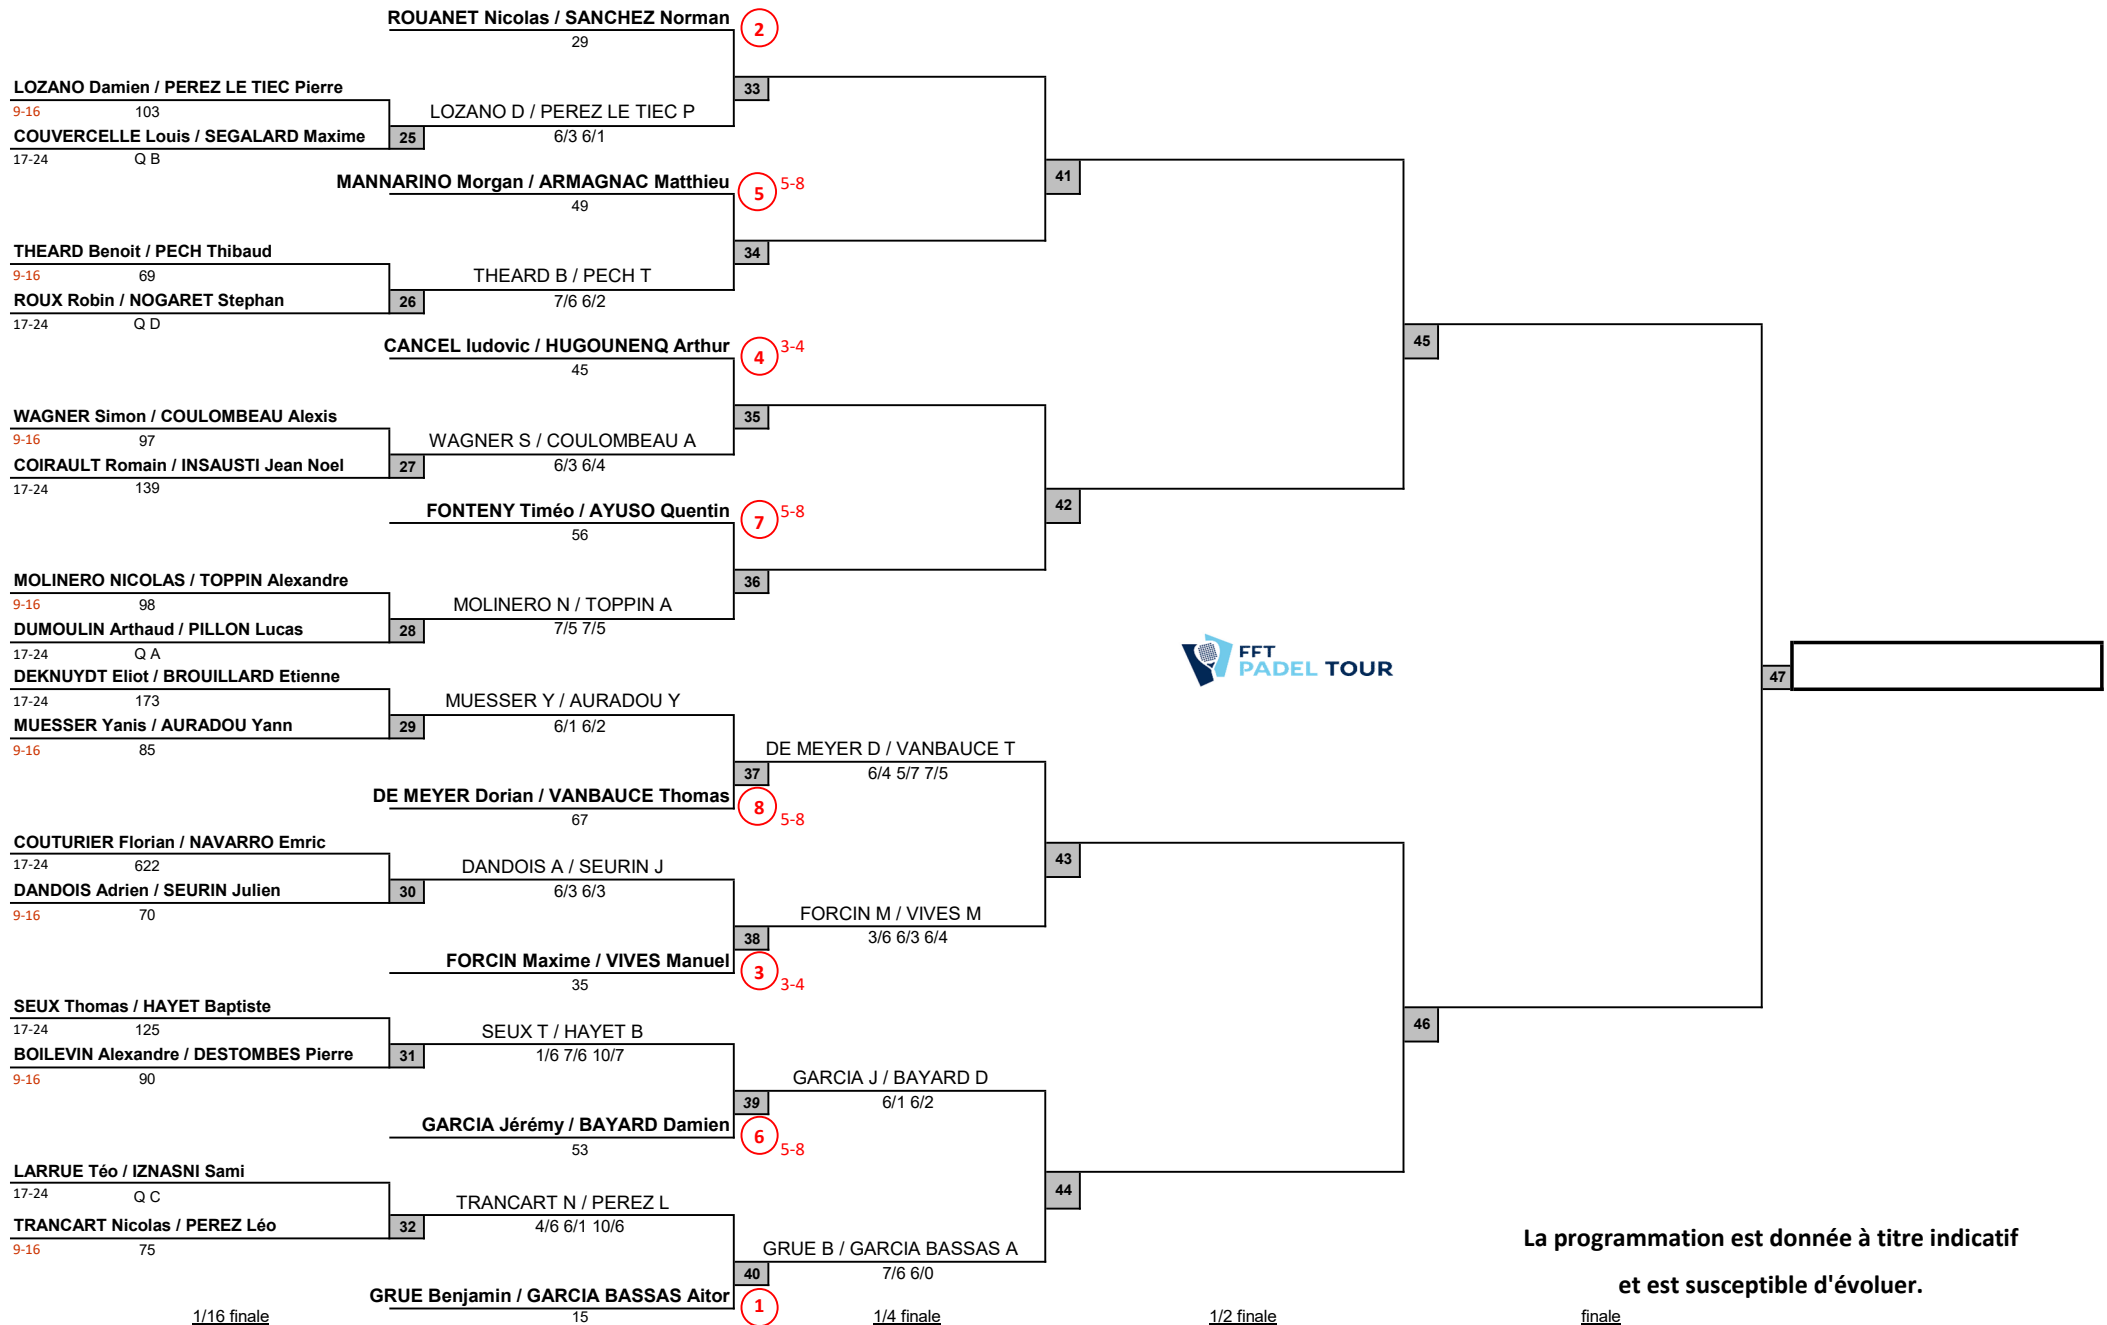 ROUANET Nicolas / SANCHEZ Norman
2
29
LOZANO Damien / PEREZ LE TIEC Pierre
33
9-16
103
LOZANO D / PEREZ LE TIEC P
COUVERCELLE Louis / SEGALARD Maxime
25
6/3 6/1
17-24
Q B
MANNARINO Morgan / ARMAGNAC Matthieu
5
5-8
41
49
THEARD Benoit / PECH Thibaud
34
9-16
69
THEARD B / PECH T
ROUX Robin / NOGARET Stephan
26
7/6 6/2
17-24
Q D
CANCEL ludovic / HUGOUNENQ Arthur
4
3-4
45
45
WAGNER Simon / COULOMBEAU Alexis
35
9-16
97
WAGNER S / COULOMBEAU A
COIRAULT Romain / INSAUSTI Jean Noel
27
6/3 6/4
17-24
139
FONTENY Timéo / AYUSO Quentin
7
5-8
42
56
MOLINERO NICOLAS / TOPPIN Alexandre
36
9-16
98
MOLINERO N / TOPPIN A
DUMOULIN Arthaud / PILLON Lucas
28
7/5 7/5
17-24
Q A
FFT
PADEL TOUR
DEKNUYDT Eliot / BROUILLARD Etienne
47
17-24
173
MUESSER Y / AURADOU Y
MUESSER Yanis / AURADOU Yann
29
6/1 6/2
9-16
85
DE MEYER D / VANBAUCE T
37
6/4 5/7 7/5
DE MEYER Dorian / VANBAUCE Thomas
8
5-8
67
COUTURIER Florian / NAVARRO Emric
43
17-24
622
DANDOIS A / SEURIN J
DANDOIS Adrien / SEURIN Julien
30
6/3 6/3
9-16
70
FORCIN M / VIVES M
38
3/6 6/3 6/4
FORCIN Maxime / VIVES Manuel
3
3-4
35
SEUX Thomas / HAYET Baptiste
46
17-24
125
SEUX T / HAYET B
BOILEVIN Alexandre / DESTOMBES Pierre
31
1/6 7/6 10/7
9-16
90
GARCIA J / BAYARD D
39
6/1 6/2
GARCIA Jérémy / BAYARD Damien
6
5-8
53
LARRUE Téo / IZNASNI Sami
44
17-24
Q C
TRANCART N / PEREZ L
TRANCART Nicolas / PEREZ Léo
32
4/6 6/1 10/6
9-16
75
GRUE B / GARCIA BASSAS A
40
7/6 6/0
La programmation est donnée à titre indicatif
et est susceptible d'évoluer.
GRUE Benjamin / GARCIA BASSAS Aitor
1
15
1/16 finale
1/4 finale
1/2 finale
finale